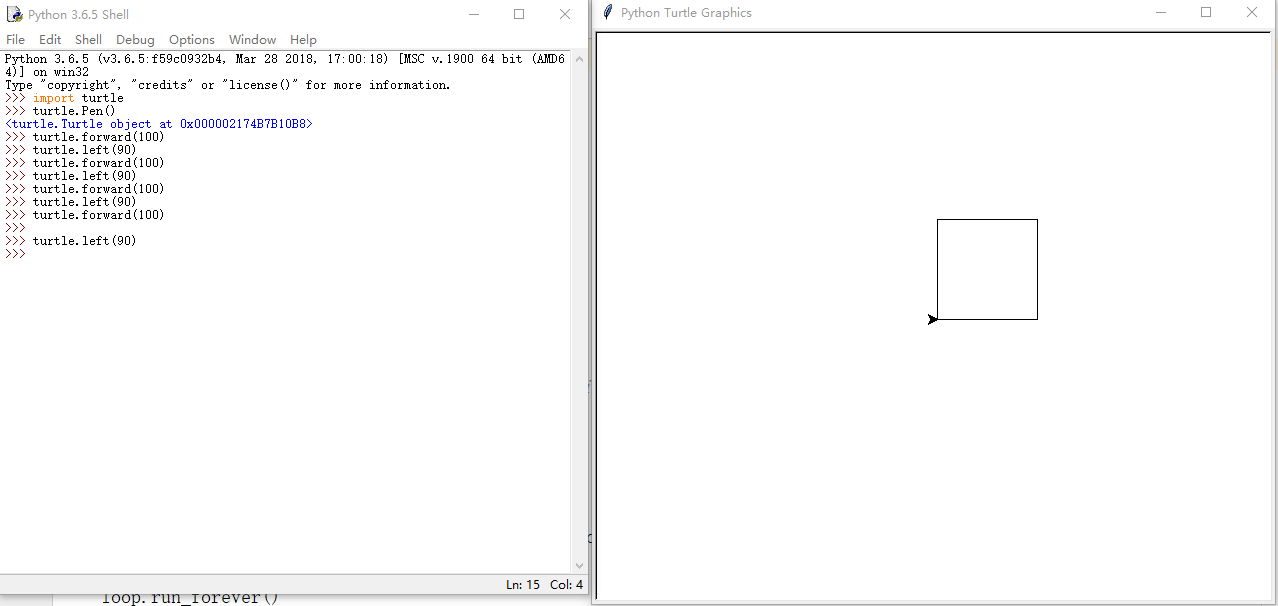 Python 3.6.5 Shell
File Edit Shell Debug Options Window Help
Python 3.6.5 (v3.6.5:f59c0932b4, Mar 28 2018, 17:00:18) [MSC v.1900 64 bit (AMD6
4)] on win32
Type "copyright", "credits" or "license()" for more information.
>>> import turtle
>>> turtle.Pen()
<turtle.Turtle object at 0x000002174B7B10B8>
>>> turtle.forward(100)
>>> turtle.left(90)
>>> turtle.forward(100)
>>> turtle.left(90)
>>> turtle.forward(100)
>>> turtle.left(90)
>>> turtle.forward(100)
>>>
>>> turtle.left(90)
>>>
Ln: 15 Col: 4
loop.run_forever()
Python Turtle Graphics